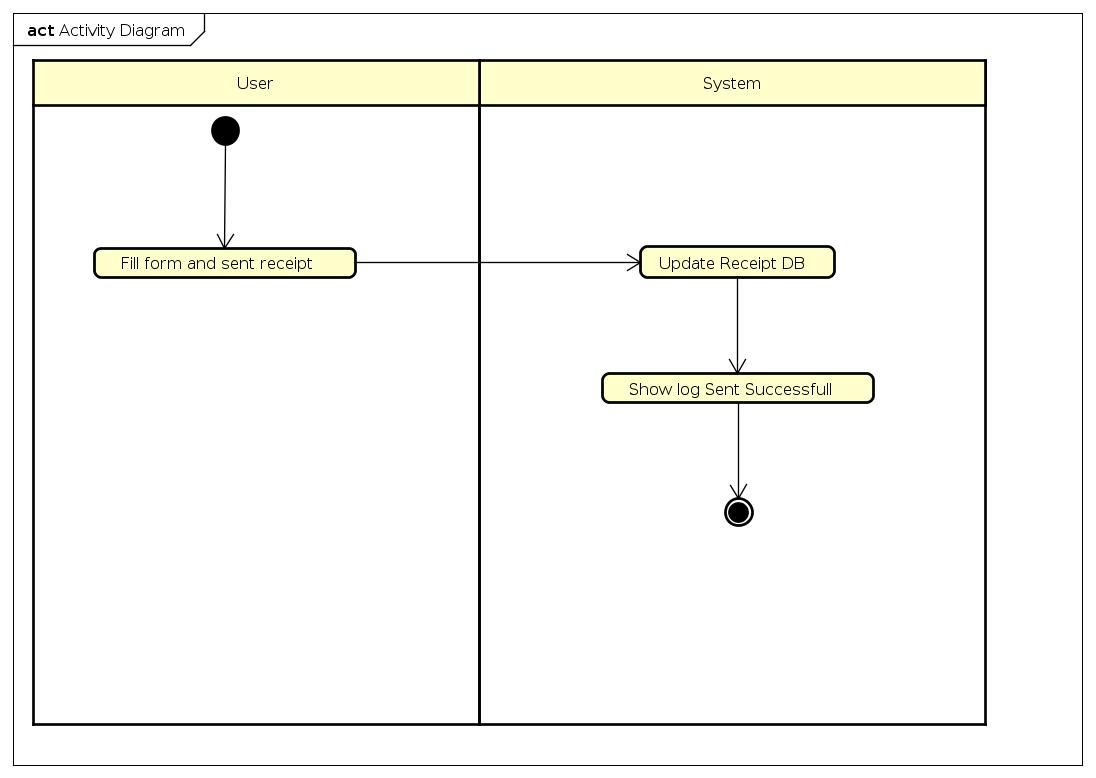 act Activity Diagram
User
System
Fill form and sent receipt
Update Receipt DB
Show log Sent Successfull